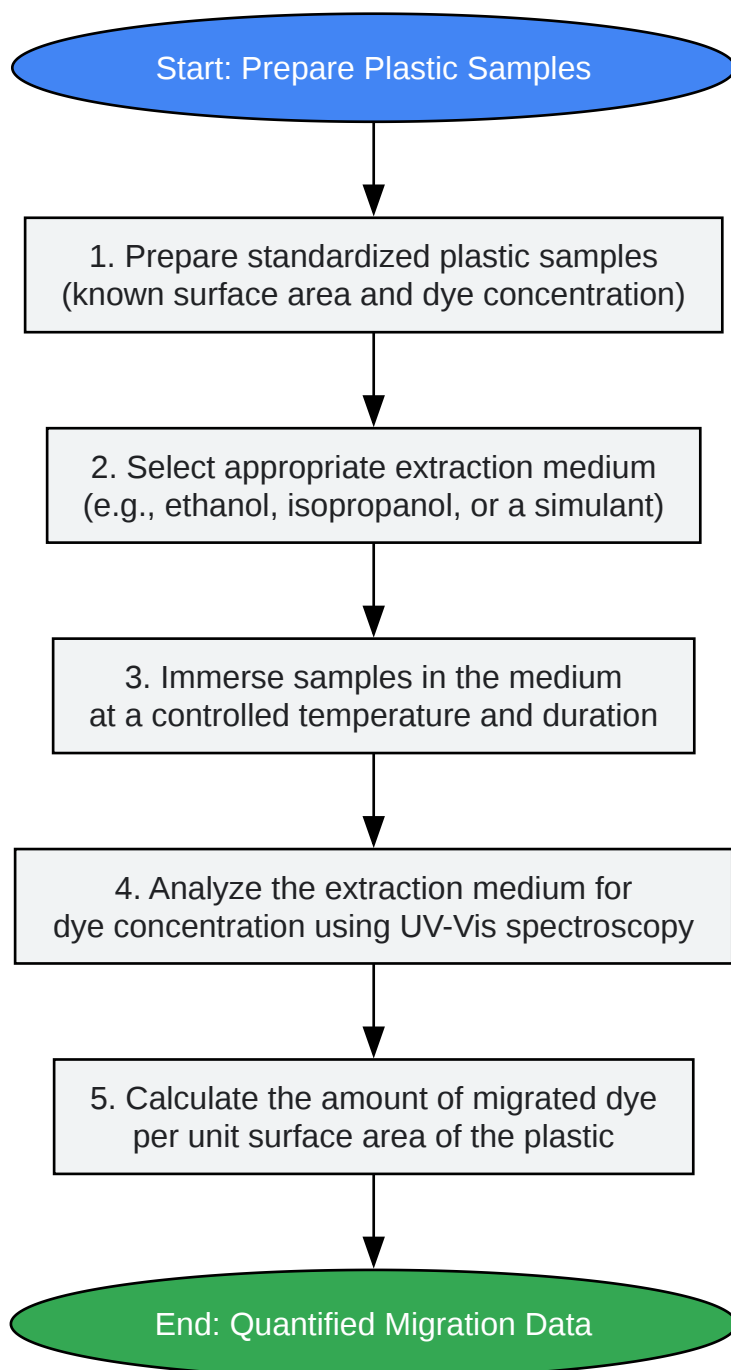 Start: Prepare Plastic Samples
1. Prepare standardized plastic samples
(known surface area and dye concentration)
2. Select appropriate extraction medium
(e.g., ethanol, isopropanol, or a simulant)
3. Immerse samples in the medium
at a controlled temperature and duration
4. Analyze the extraction medium for
dye concentration using UV-Vis spectroscopy
5. Calculate the amount of migrated dye
per unit surface area of the plastic
End: Quantified Migration Data